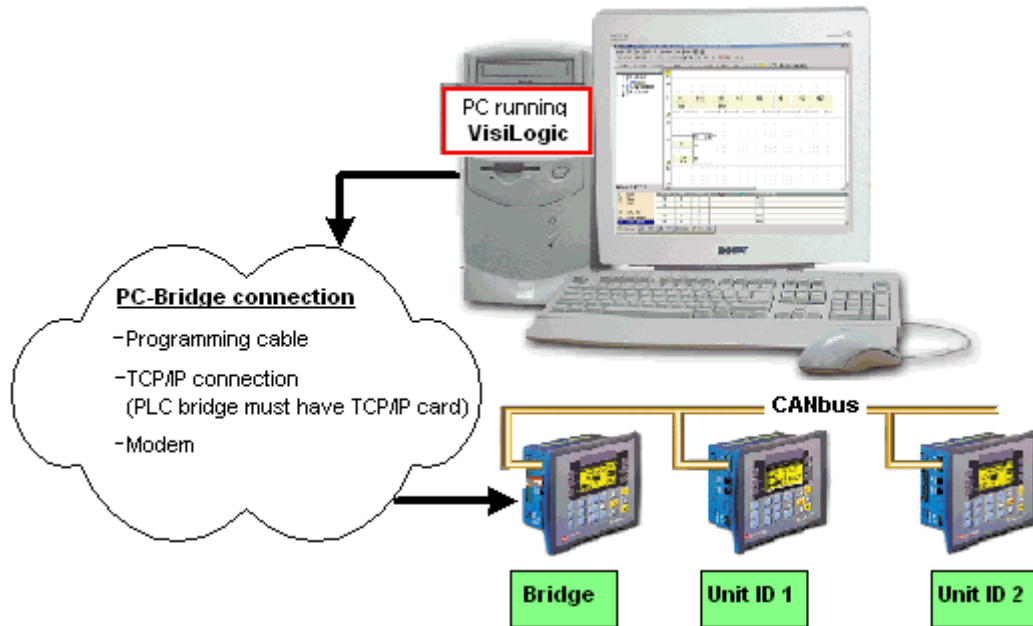 PC running
VisiLogic
PC-Bridge connection
-Programming cable
-TCP/IP connection
(PLC bridge must have TCP/IP card)
-Modem
CANbus
Bridge
Unit ID 1
Unit ID 2